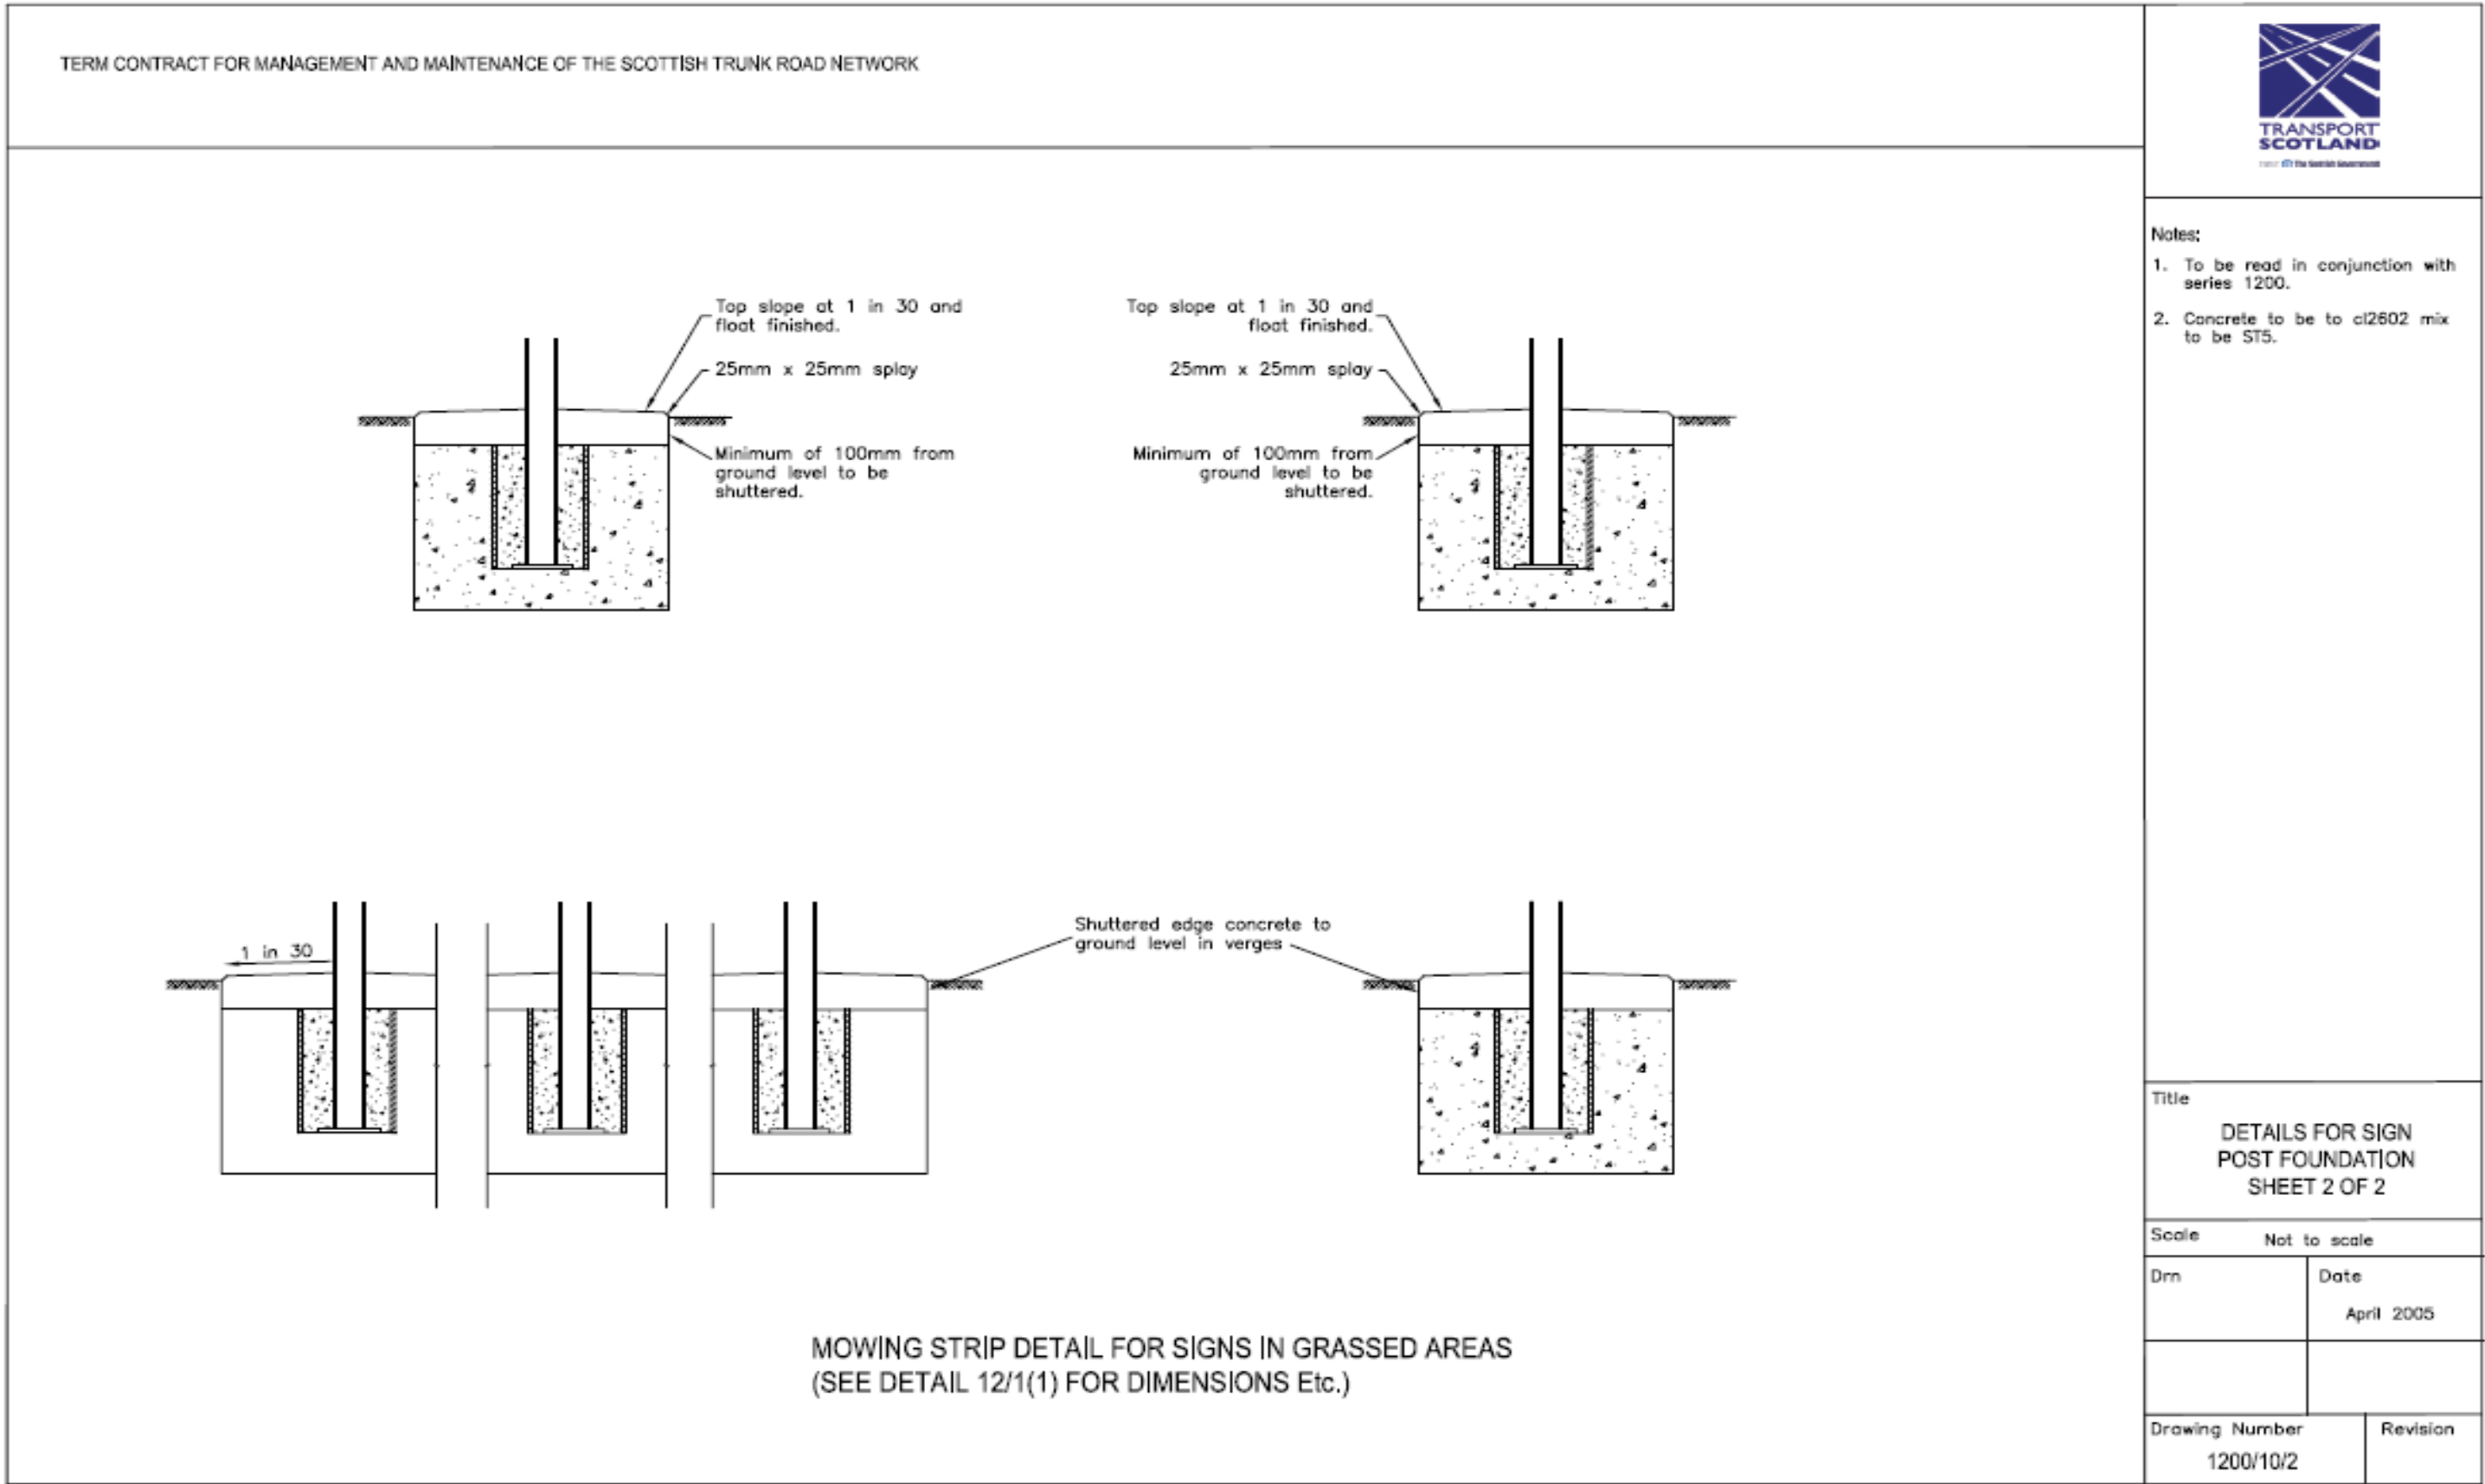 TERM CONTRACT FOR MANAGEMENT AND MAINTENANCE OF THE SCOTTISH TRUNK ROAD NETWORK
TRANSPORT
SCOTLAND
The Scottish Government
Notes:
1. To be read in conjunction with
series 1200.
2. Concrete to be to cl2602 mix
to be ST5.
Top slope at 1 in 30 and
float finished.
25mm x 25mm splay
Minimum of 100mm from
ground level to be
shuttered.
Top slope at 1 in 30 and
float finished.
25mm x 25mm splay
Minimum of 100mm from
ground level to be
shuttered.
1 in 30
Shuttered edge concrete to
ground level in verges
MOWING STRIP DETAIL FOR SIGNS IN GRASSED AREAS
(SEE DETAIL 12/1(1) FOR DIMENSIONS Etc.)
Title
DETAILS FOR SIGN
POST FOUNDATION
SHEET 2 OF 2
Scale Not to scale
Drn
Date
April 2005
Drawing Number
1200/10/2
Revision